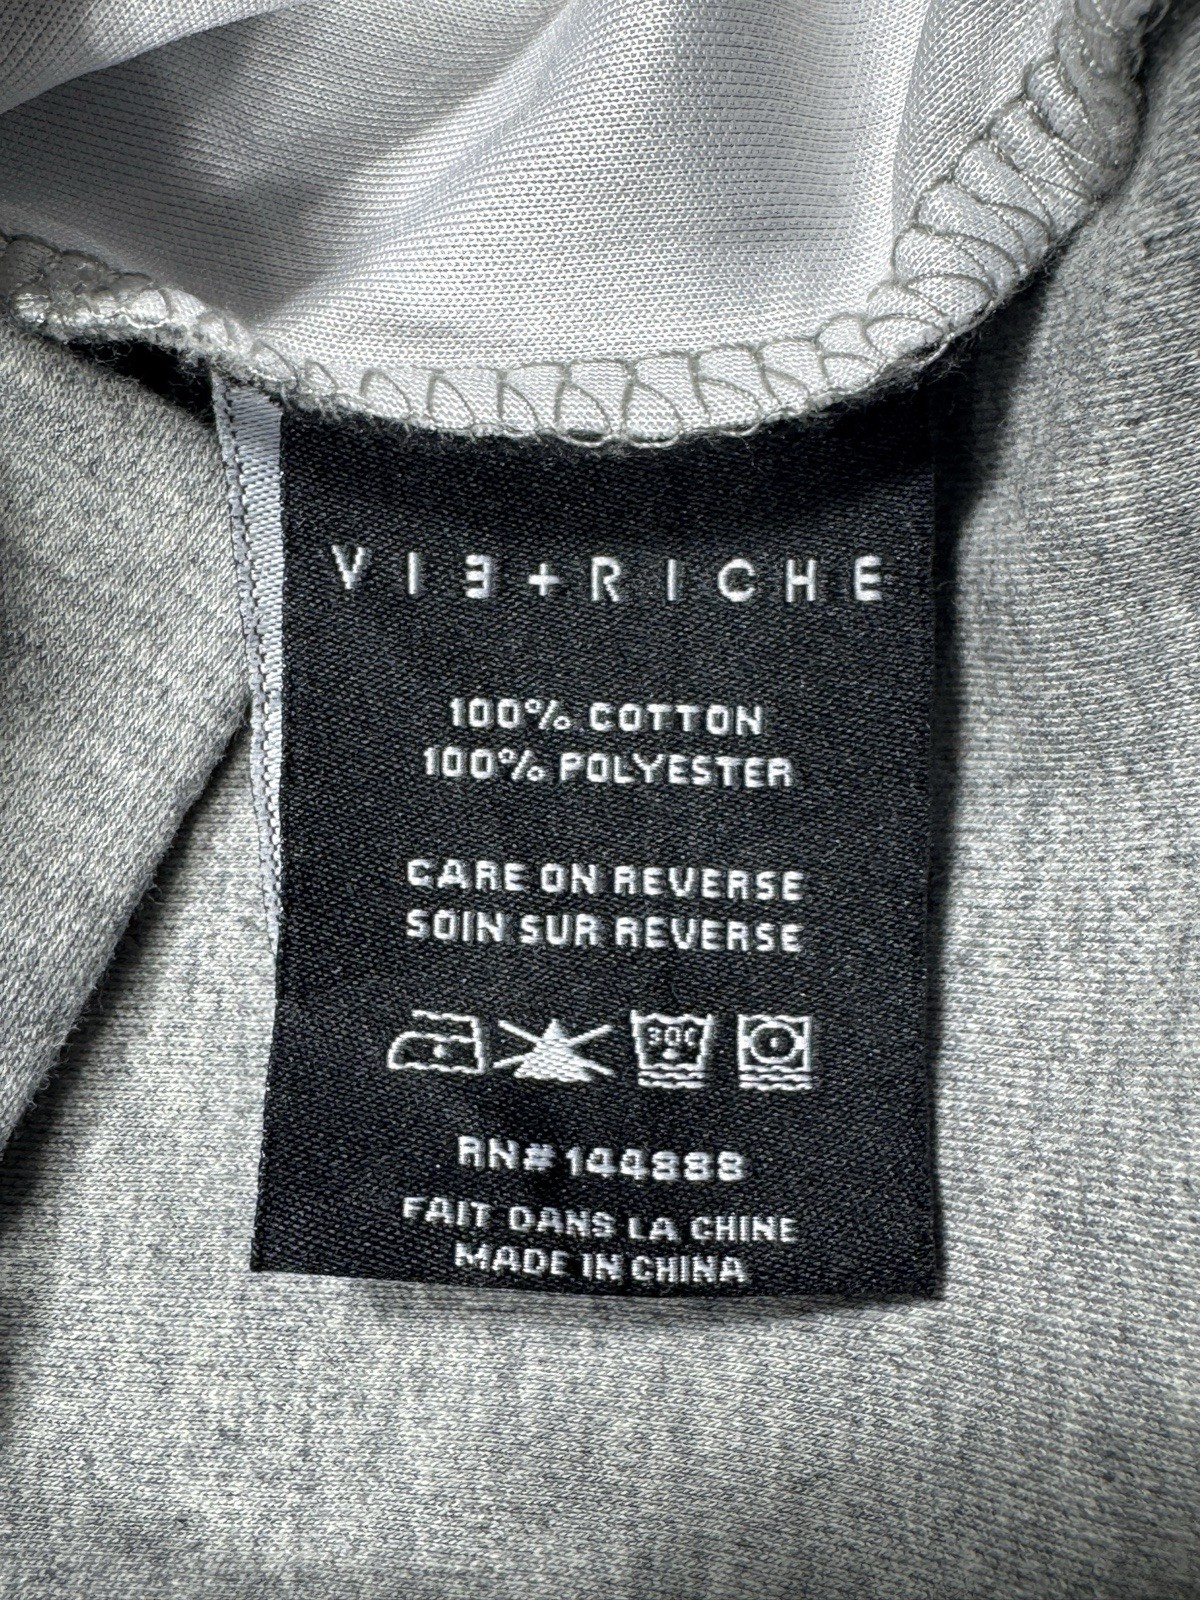 VIE+RICHE
100% COTTON
100% POLYESTER
CARE ON REVERSE
SOIN SUR REVERSE
30C
RN#144888
FAIT DANS LA CHINE
MADE IN CHINA